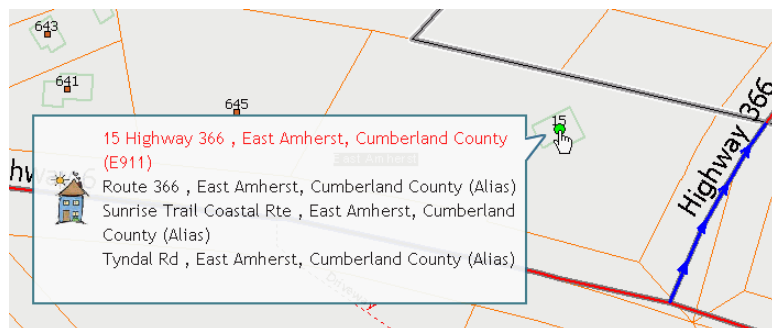 643
641
645
15
15 Highway 366 , East Amherst, Cumberland County
(E911)
East Amherst
Route 366 , East Amherst, Cumberland County (Alias)
Sunrise Trail Coastal Rte , East Amherst, Cumberland
County (Alias)
Tyndal Rd , East Amherst, Cumberland County (Alias)
Highway 366
Driveway